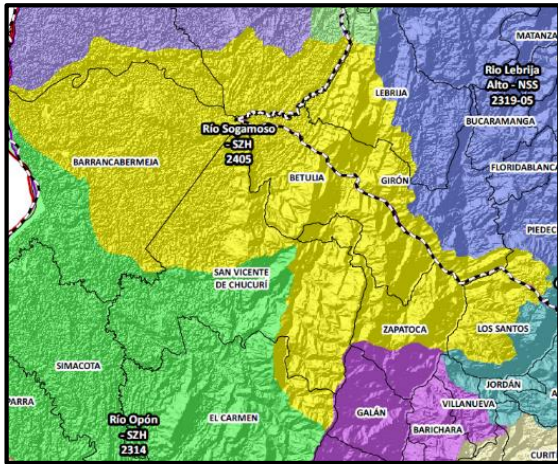 MATANZA
Río Lebrija
Alto - NSS
2319-05
LEBRIJA
BUCARAMANGA
Río Sogamoso
- SZH
2405
BARRANCABERMEJA
FLORIDABLANCA
BETULIA
GIRÓN
PIEDEC
SAN VICENTE
DE CHUCURÍ
ZAPATOCA
LOS SANTOS
SIMACOTA
JORDÁN
PARRA
Río Opón
- SZH
2314
EL CARMEN
GALÁN
VILLANUEVA
BARICHARA
CURIT